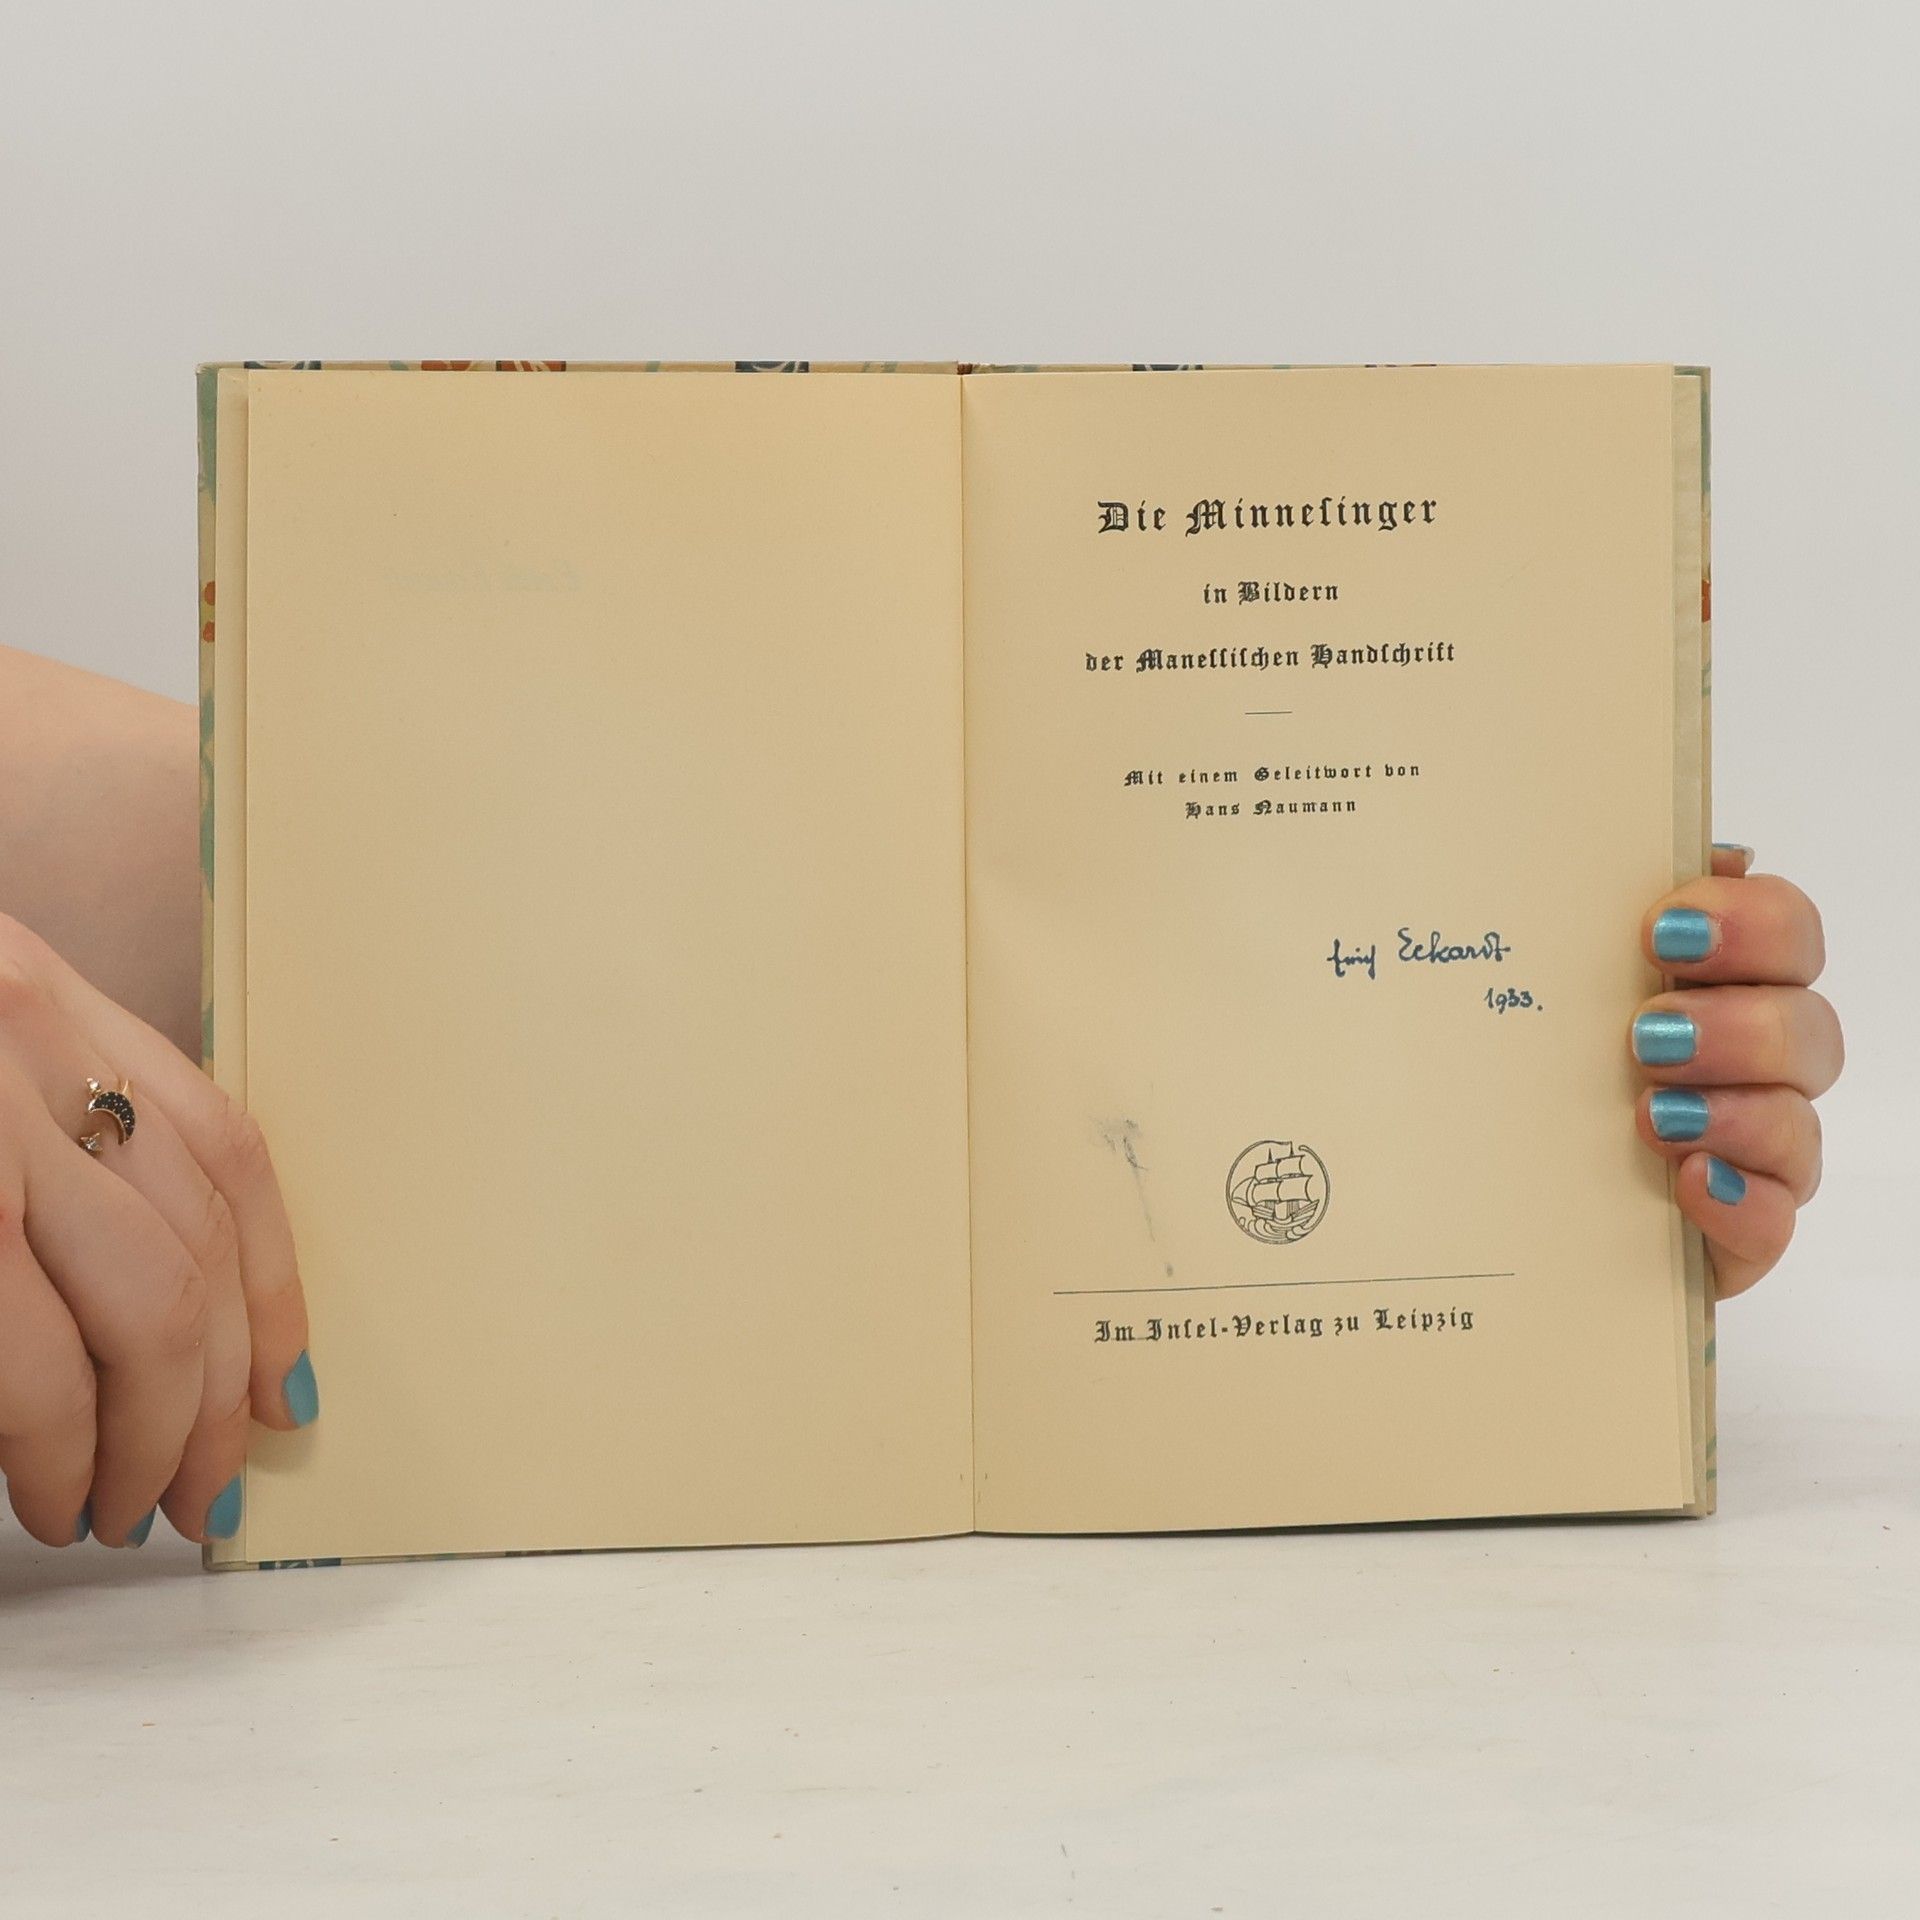 Die Minneſinger
in Bildern
der Maneſſiſchen Handſchrift
Mit einem Geleitwort von
Hans Naumann
Eckardt
1933.
Im Inſel-Verlag zu Leipzig